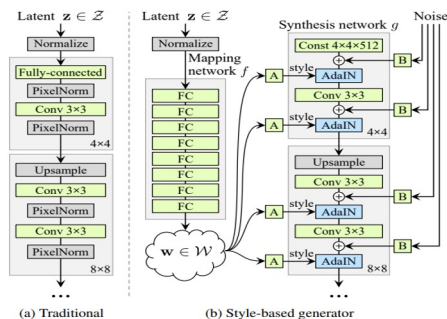 Latent z ∈ Z
Normalize
Fully-connected
PixelNorm
Conv 3×3
PixelNorm
4×4
Upsample
Conv 3×3
PixelNorm
Conv 3×3
PixelNorm
8×8
...
(a) Traditional
Latent z ∈ Z
Normalize
Mapping
network f
FC
FC
FC
FC
FC
FC
FC
FC
w ∈ W
Synthesis network g
Noise
Const 4×4×512
B
A
style
AdaIN
Conv 3×3
B
A
style
AdaIN
4×4
Upsample
Conv 3×3
B
A
style
AdaIN
Conv 3×3
B
A
style
AdaIN
8×8
...
(b) Style-based generator